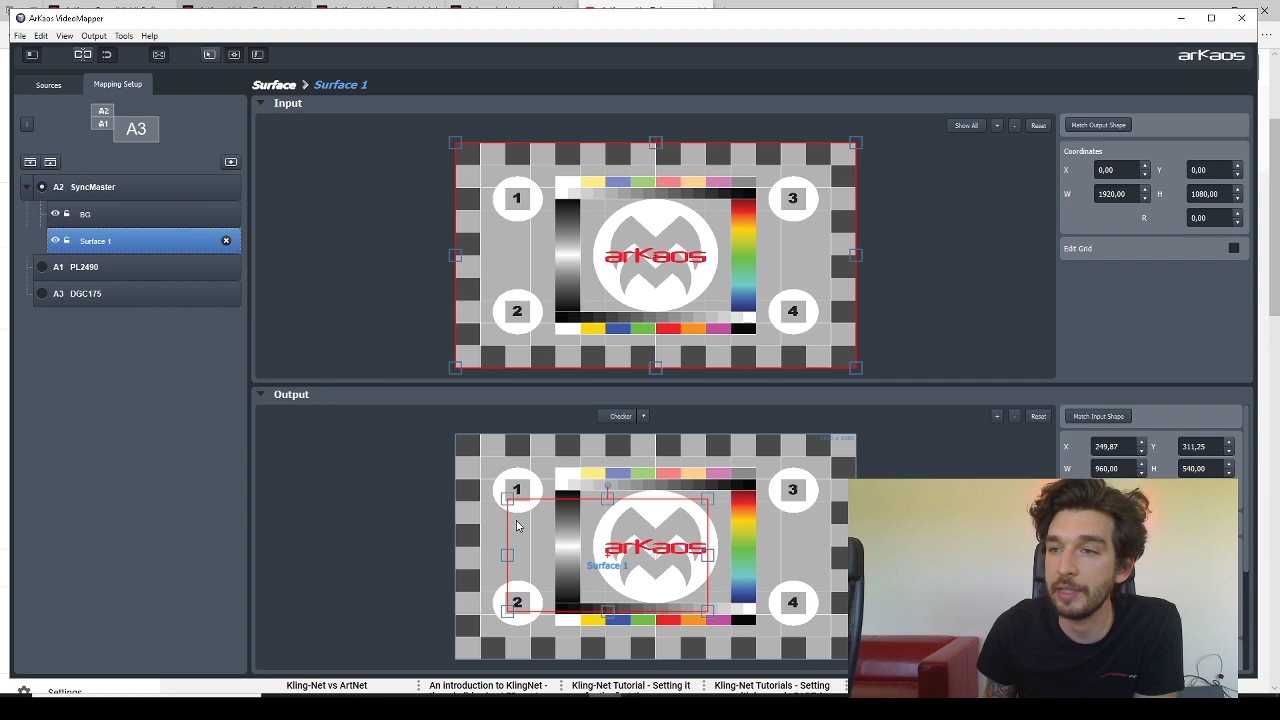 ArKaos VideoMapper
File Edit View Output Tools Help
arKaos
Sources Mapping Setup
Surface > Surface 1
Input
A2
A1
A3
Show All + - Reset
Match Output Shape
Coordinates
X 0,00 Y 0,00
W 1920,00 H 1080,00
R 0,00
Edit Grid
A2 SyncMaster
BG
Surface 1
A1 PL2490
A3 DGC175
1 3
arKaos
2 4
Output
Checker + - Reset
Match Input Shape
X 249,87 Y 311,25
W 960,00 H 540,00
1 3
arKaos
Surface 1
2 4
Settings
Kling-Net vs ArtNet
An introduction to KlingNet -
Kling-Net Tutorial - Setting it
Kling-Net Tutorials - Setting